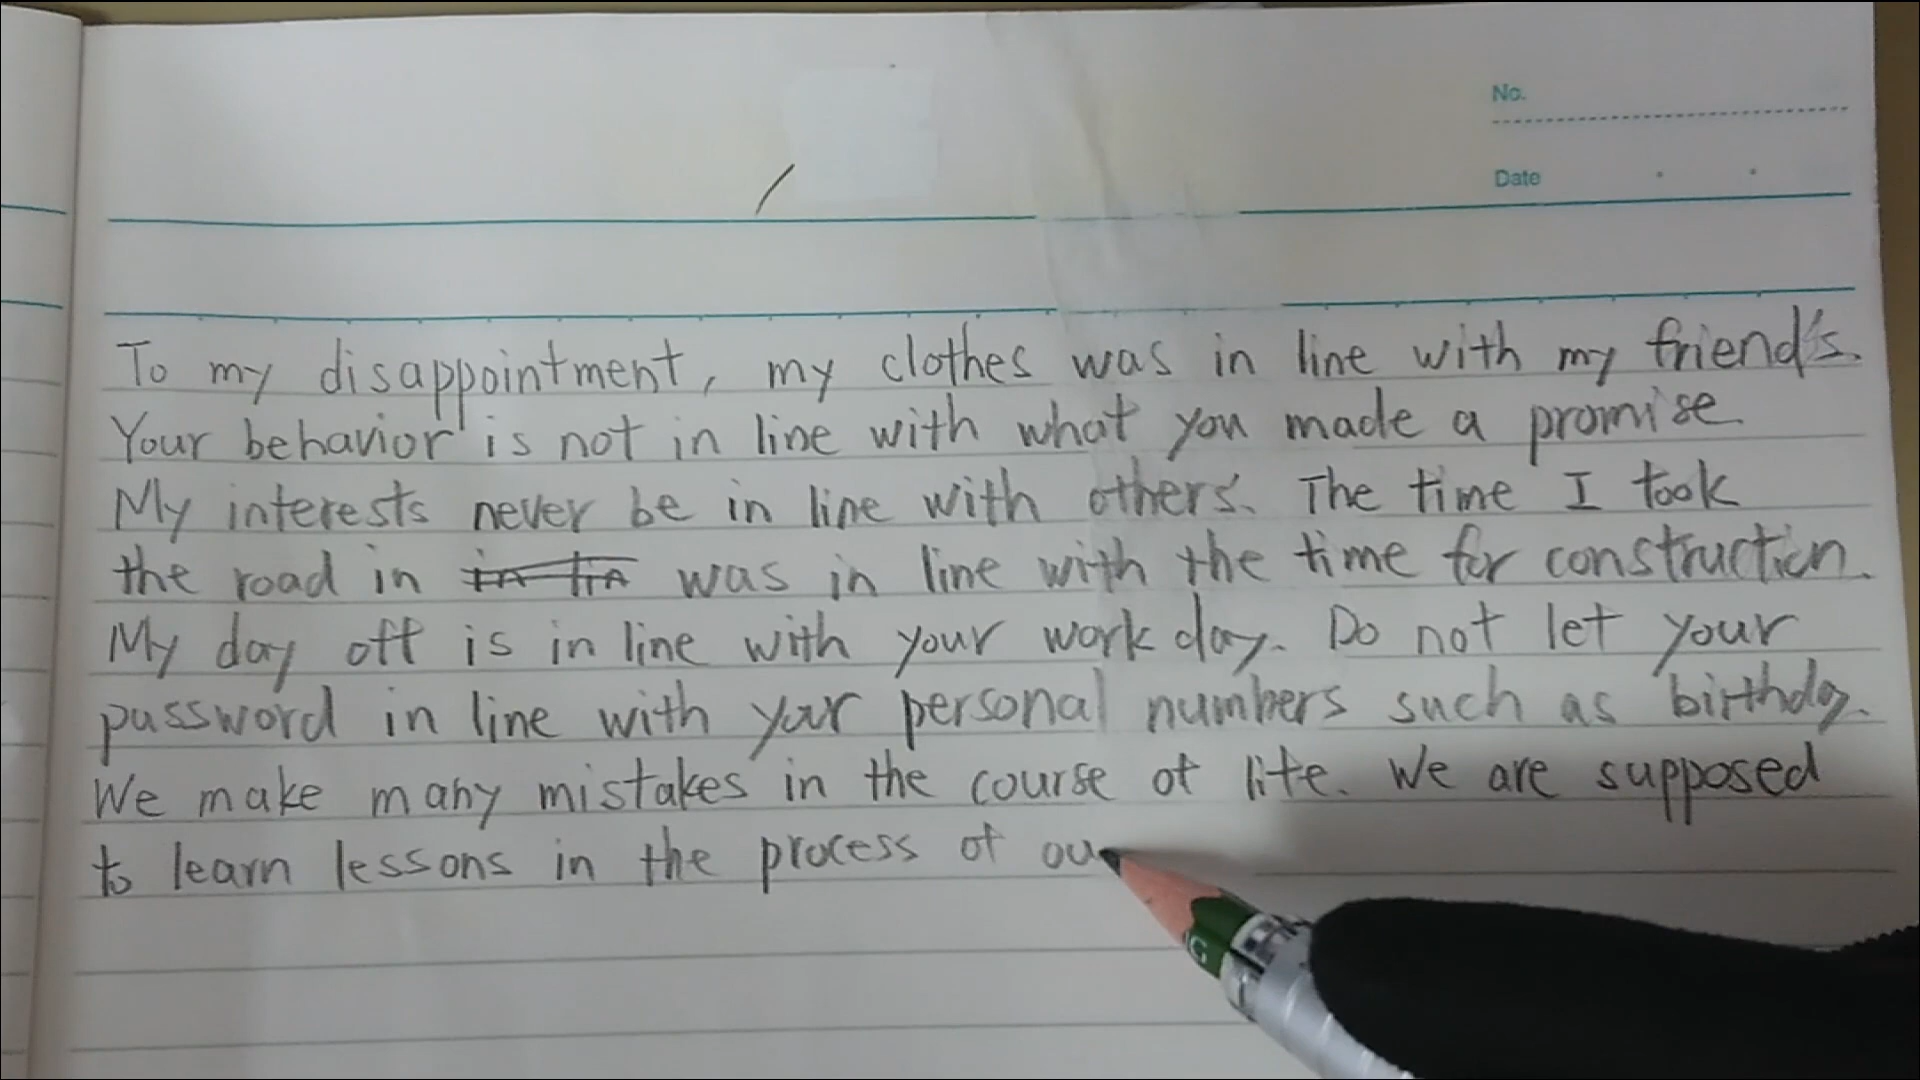 No.
Date
To my disappointment, my clothes was in line with my friend's.
Your behavior is not in line with what you made a promise.
My interests never be in line with others. The time I took
the road in in lin was in line with the time for construction.
My day off is in line with your work day. Do not let your
password in line with your personal numbers such as birthday.
We make many mistakes in the course of life. We are supposed
to learn lessons in the process of ou